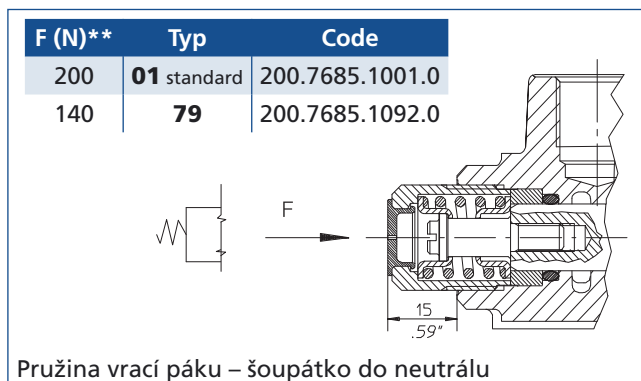 F (N)** Typ Code
200 01 standard 200.7685.1001.0
140 79 200.7685.1092.0
F
15
.59"
Pružina vrací páku – šoupátko do neutrálu